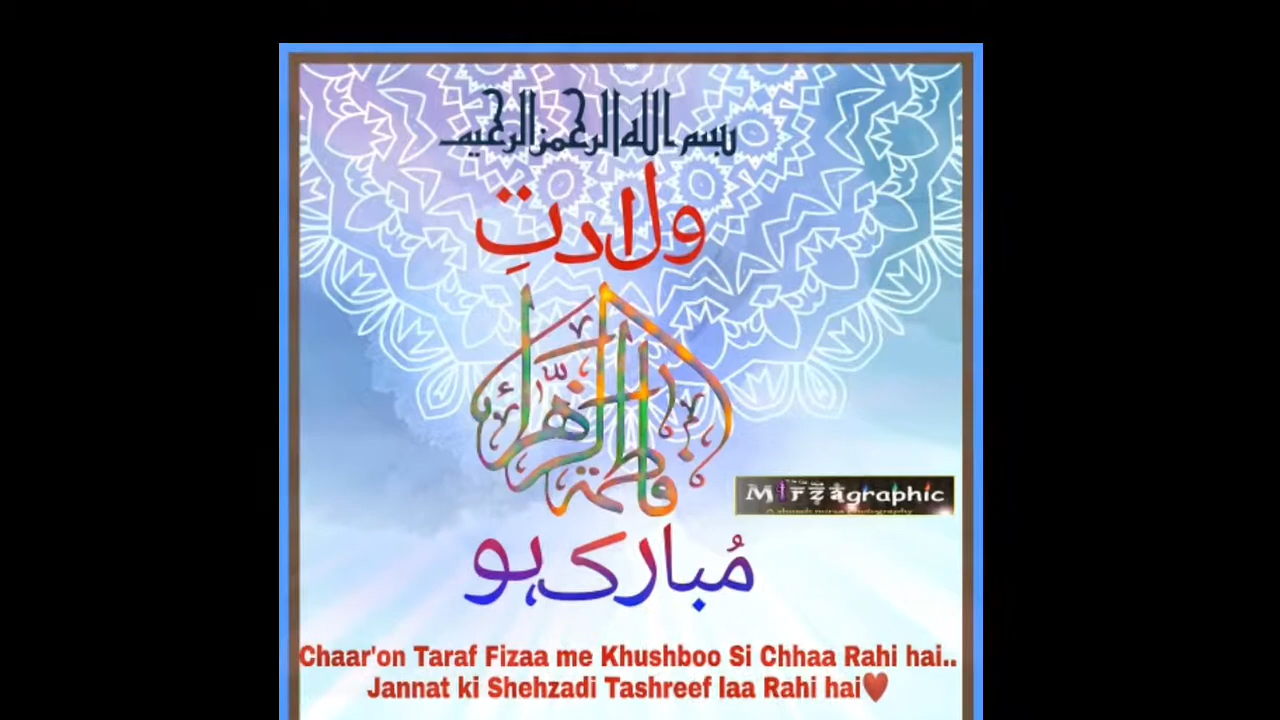 بسم الله الرحمن الرحيم
ولادتِ
فاطمة الزهراء
مُبارک ہو
Mirzagraphic
Chaar'on Taraf Fizaa me Khushboo Si Chhaa Rahi hai..
Jannat ki Shehzadi Tashreef laa Rahi hai❤